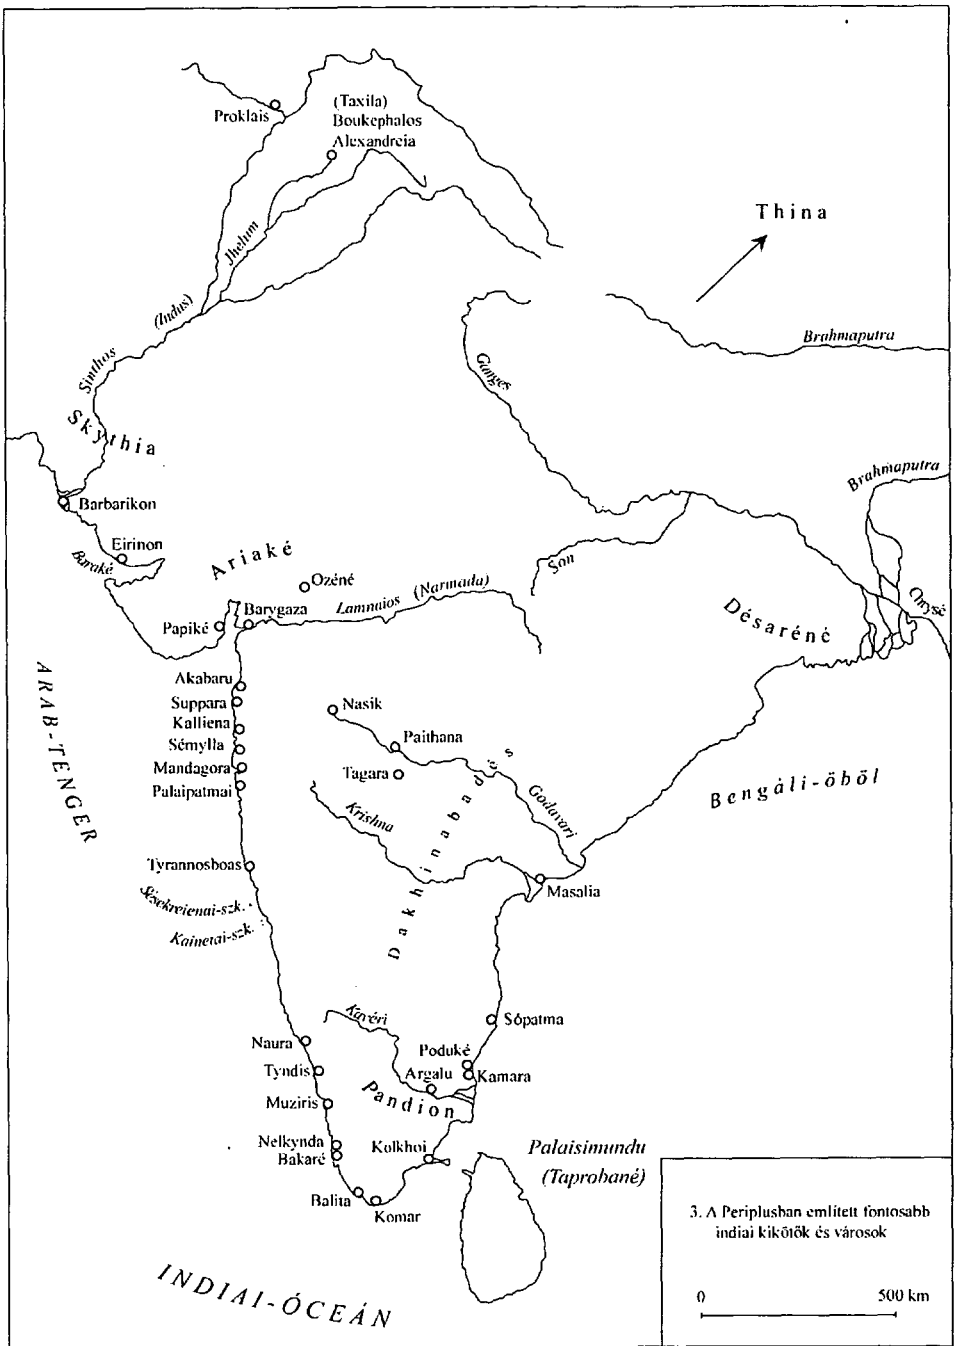 Proklais
(Taxila)
Boukephalos
Alexandreia
Thina
Jhelum
(Indus)
Sinthos
Brahmaputra
Ganges
Skythia
Brahmaputra
Barbarikon
Eirinon
Baraké
Ariaké
Ozéné
Son
Lamnaios (Narmada)
Barygaza
Papiké
Désaréné
ARAB-TENGER
Akabaru
Suppara
Kalliena
Sémylla
Mandagora
Palaipatmai
Nasik
Paithana
Tagara
Godavari
Krishna
Dakhinabadés
Bengáli-öböl
Tyrannosboas
Masalia
Sésekreienai-szk.
Kainetai-szk.
Kavéri
Sópatma
Naura
Poduké
Tyndis
Argalu
Kamara
Muziris
Pandion
Nelkynda
Bakaré
Kolkhoi
Palaisimundu
(Taprobané)
Balita
Komar
INDIAI-ÓCEÁN
3. A Periplusban említett fontosabb
indiai kikötők és városok
0 500 km